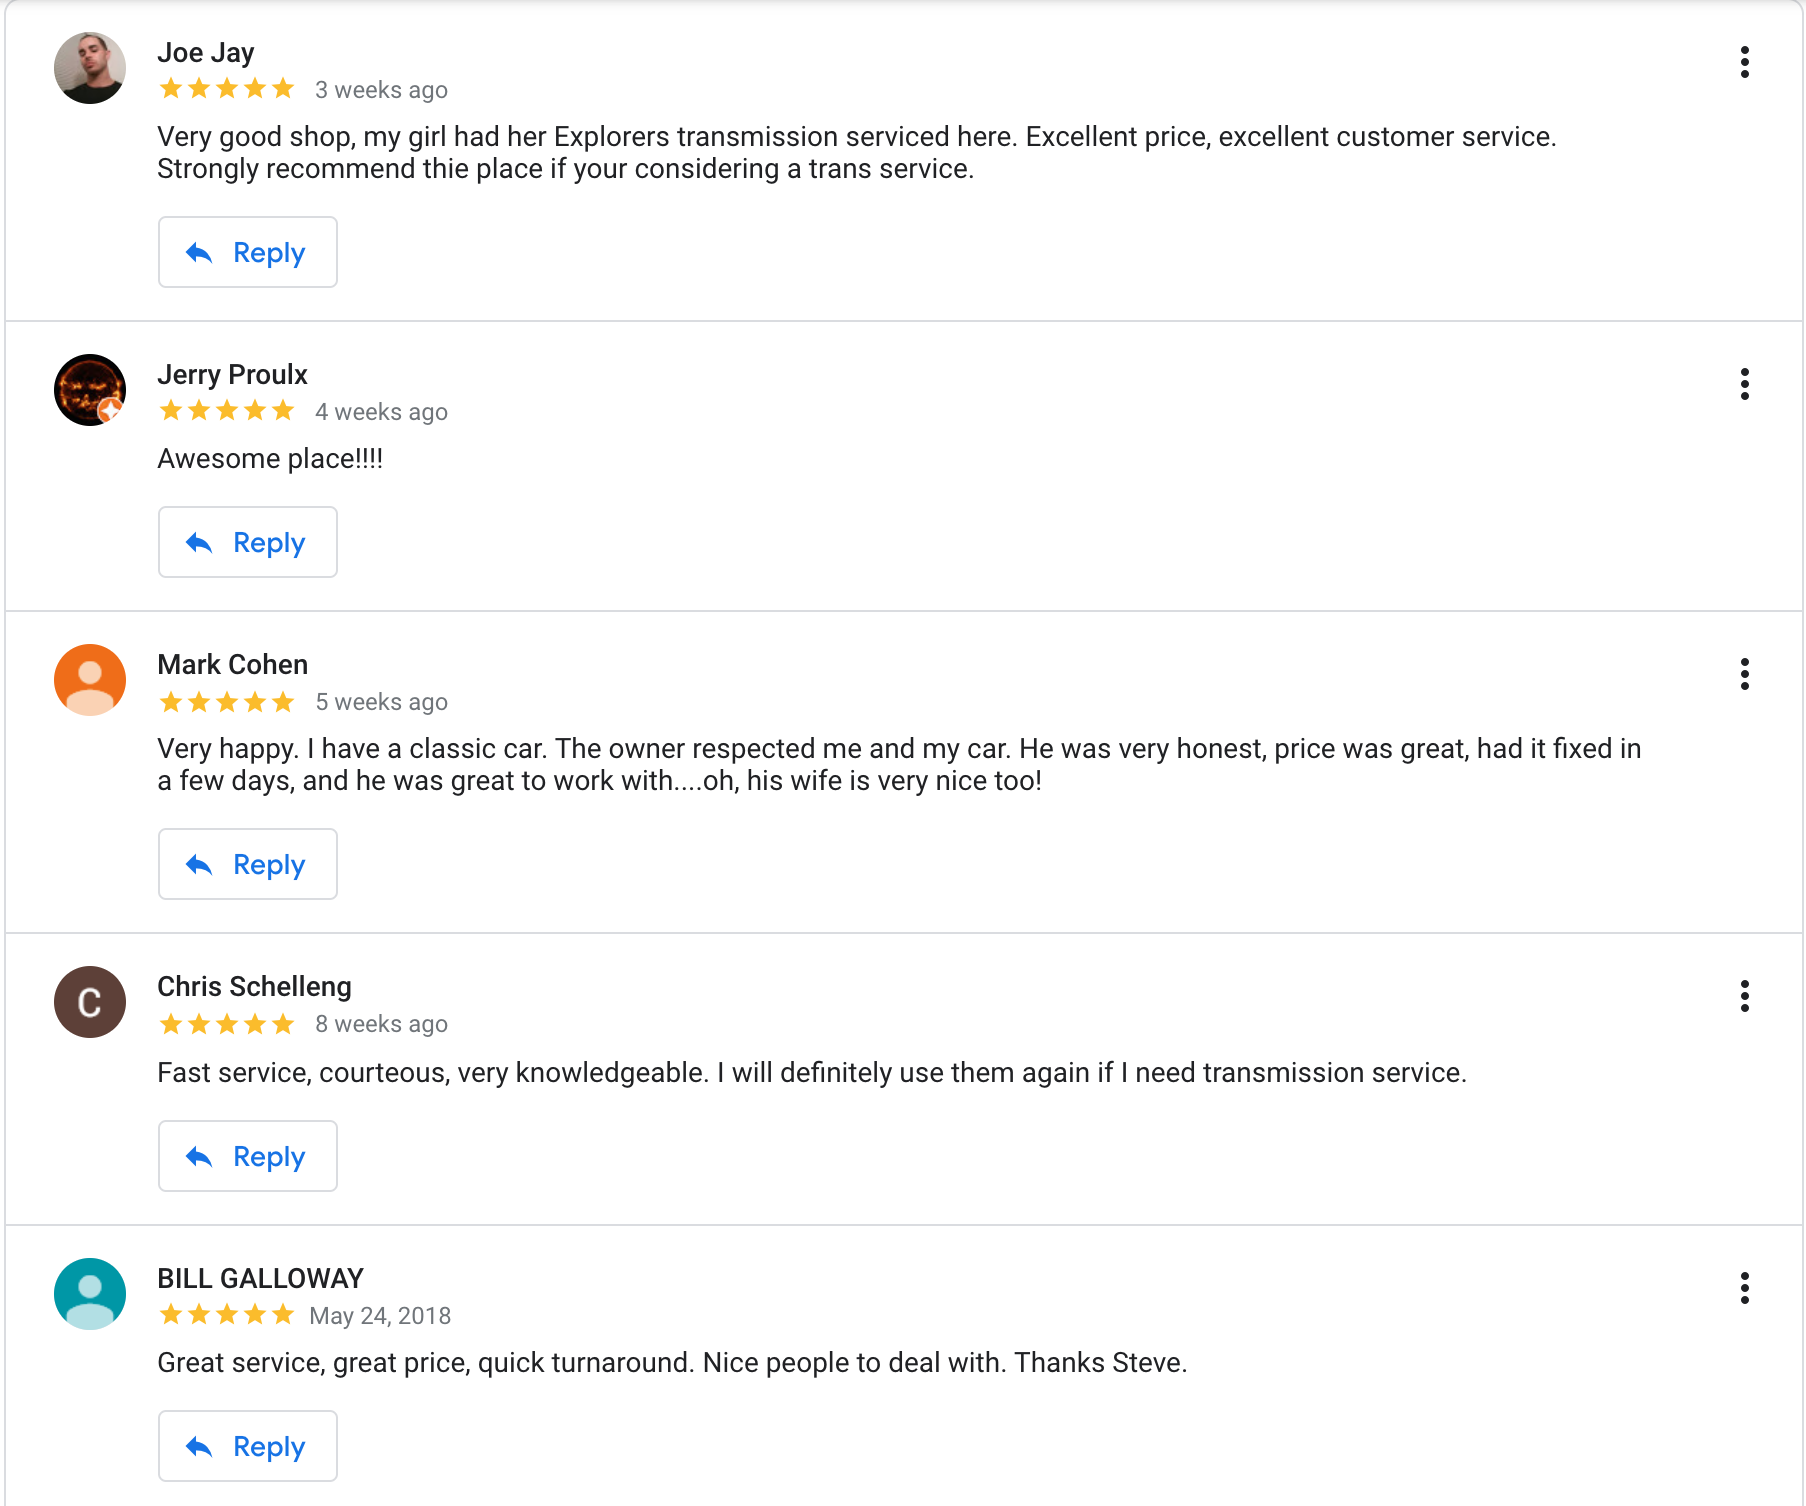 Joe Jay
3 weeks ago
Very good shop, my girl had her Explorers transmission serviced here. Excellent price, excellent customer service.
Strongly recommend thie place if your considering a trans service.
Reply
Jerry Proulx
4 weeks ago
Awesome place!!!!
Reply
Mark Cohen
5 weeks ago
Very happy. I have a classic car. The owner respected me and my car. He was very honest, price was great, had it fixed in
a few days, and he was great to work with....oh, his wife is very nice too!
Reply
C
Chris Schelleng
8 weeks ago
Fast service, courteous, very knowledgeable. I will definitely use them again if I need transmission service.
Reply
BILL GALLOWAY
May 24, 2018
Great service, great price, quick turnaround. Nice people to deal with. Thanks Steve.
Reply